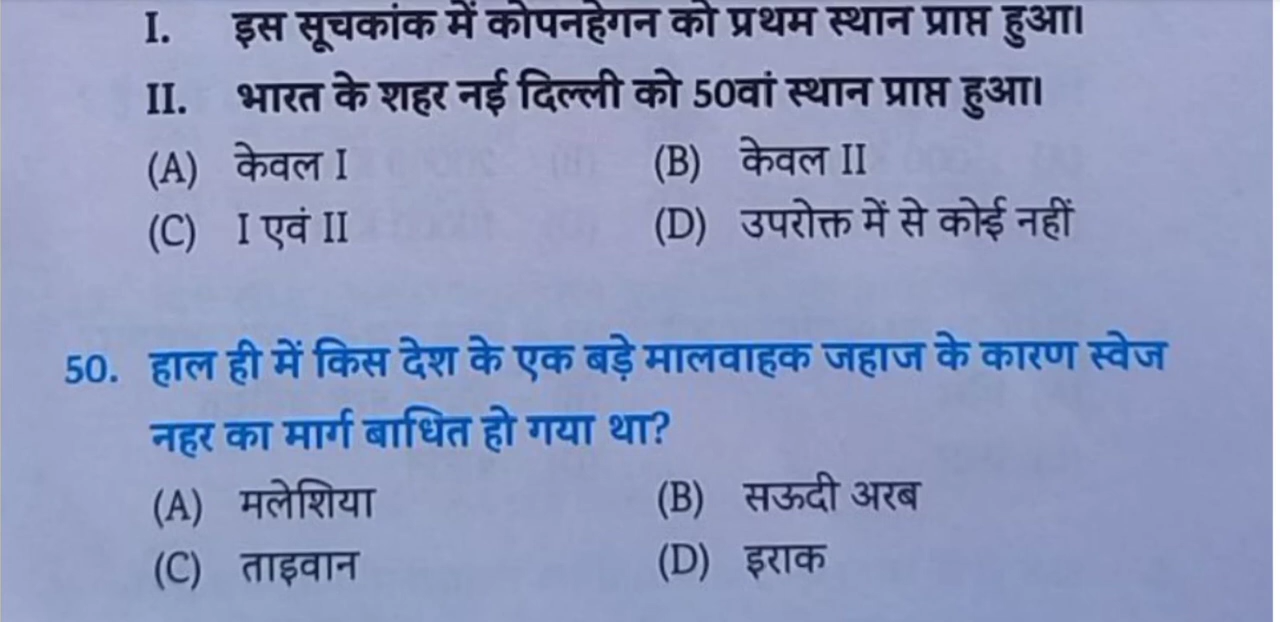 I. इस सूचकांक में कोपनहेगन को प्रथम स्थान प्राप्त हुआ।
II. भारत के शहर नई दिल्ली को 50वां स्थान प्राप्त हुआ।
(A) केवल I (B) केवल II
(C) I एवं II (D) उपरोक्त में से कोई नहीं
50. हाल ही में किस देश के एक बड़े मालवाहक जहाज के कारण स्वेज
नहर का मार्ग बाधित हो गया था?
(A) मलेशिया (B) सऊदी अरब
(C) ताइवान (D) इराक